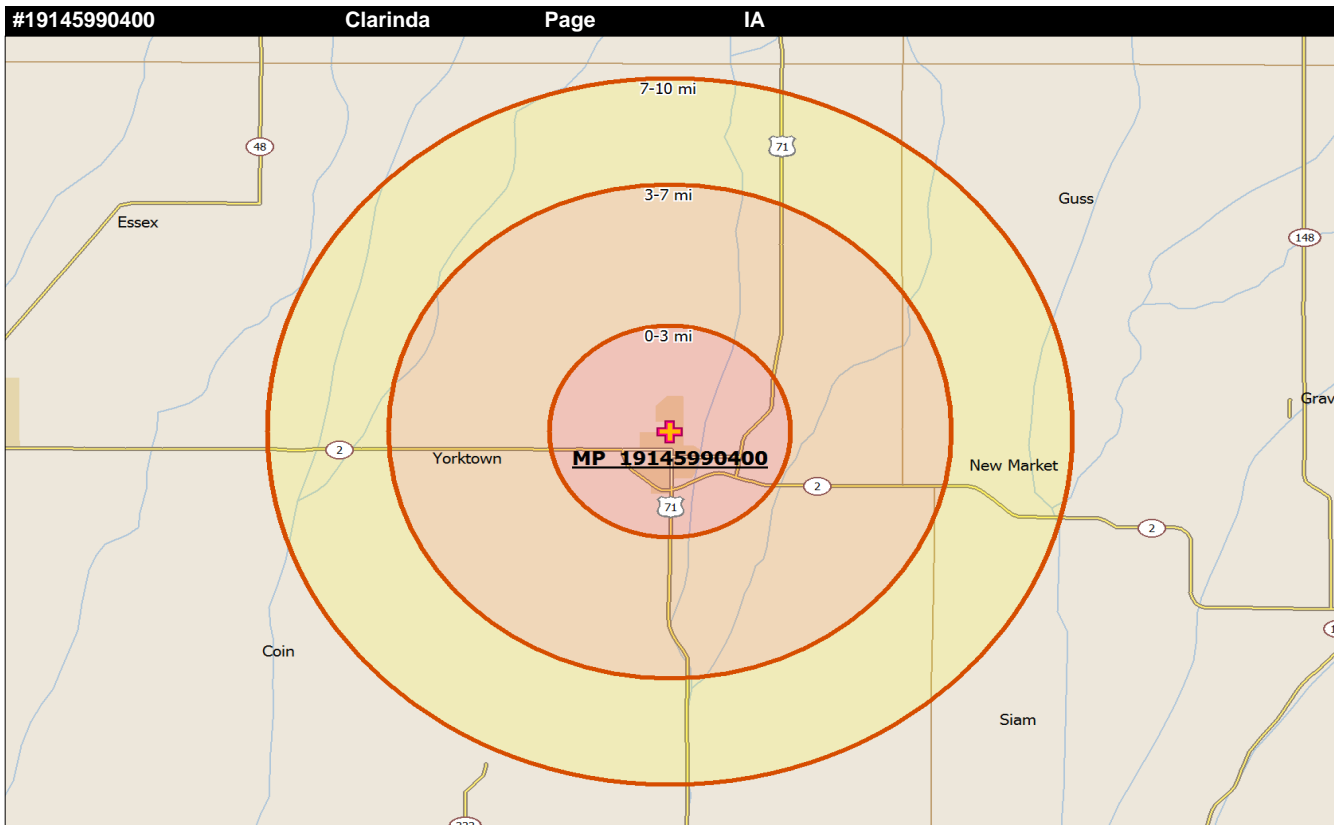 #19145990400 Clarinda Page IA
7-10 mi
48
71
3-7 mi
Guss
Essex
148
0-3 mi
Grav
2
Yorktown
MP 19145990400
New Market
2
71
2
Coin
Siam